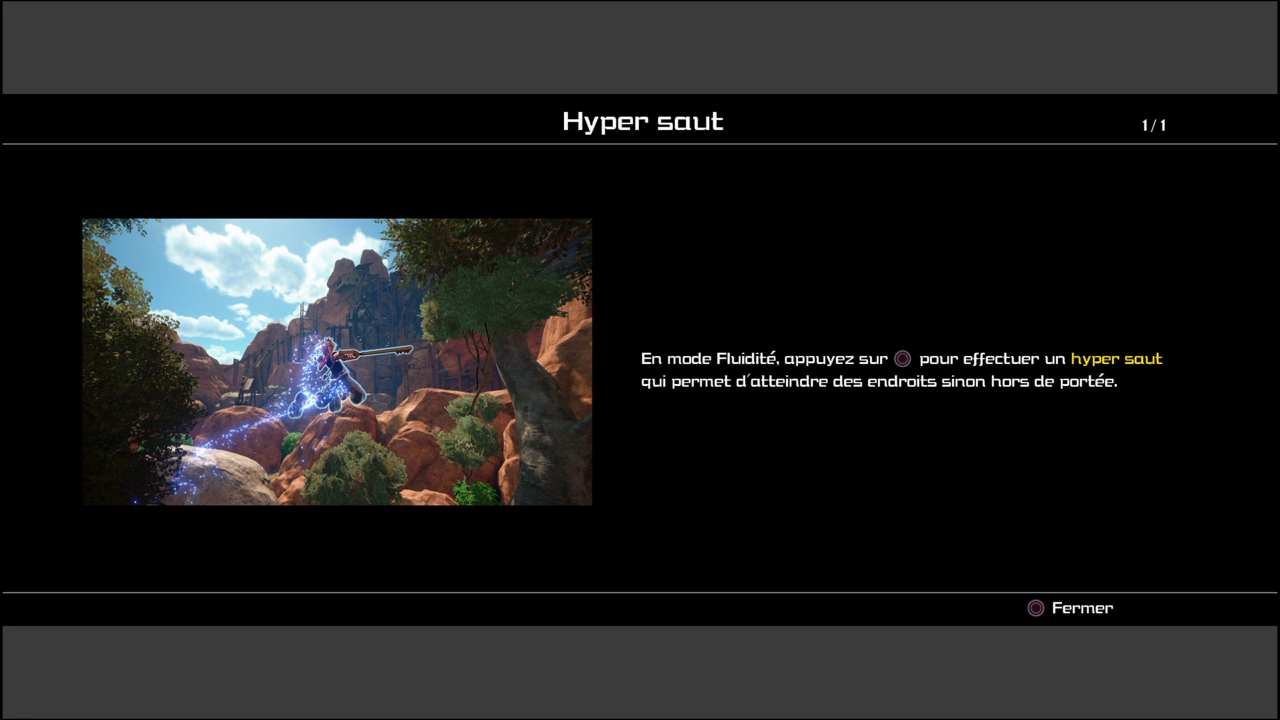 Hyper saut
1/1
En mode Fluidité, appuyez sur pour effectuer un hyper saut
qui permet d'atteindre des endroits sinon hors de portée.
Fermer